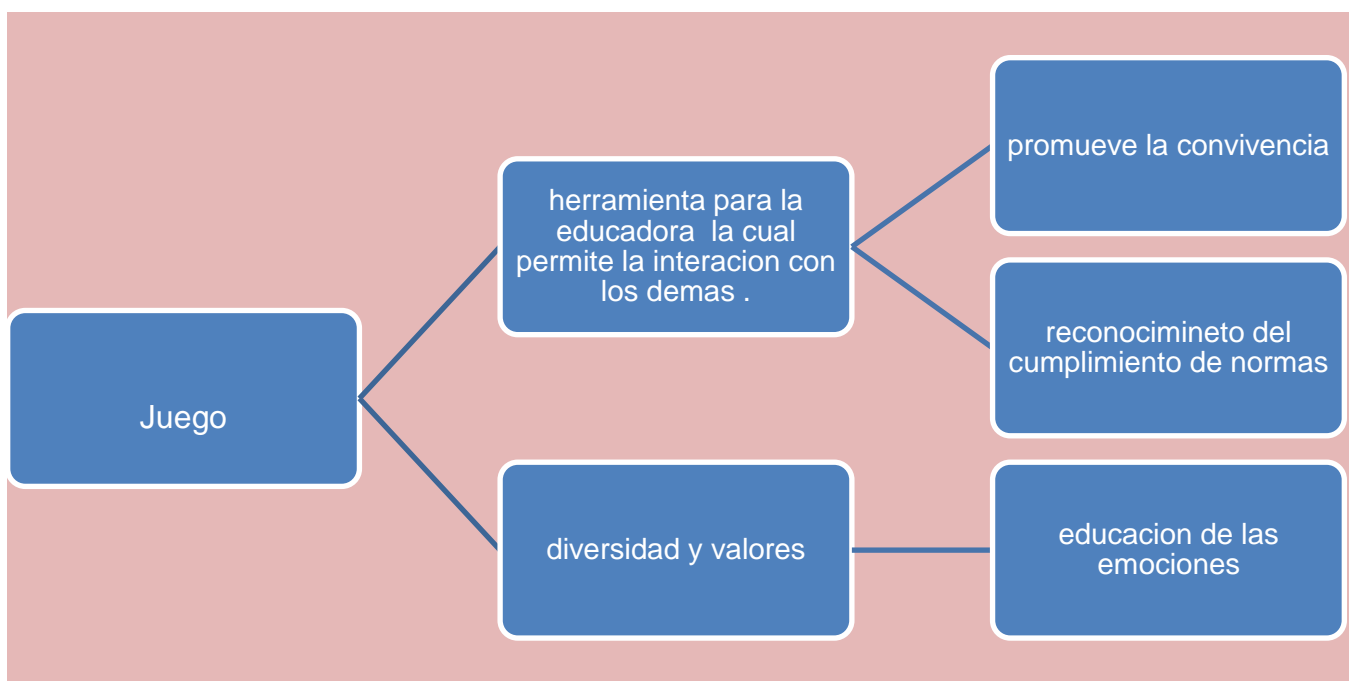 Juego
herramienta para la
educadora  la cual
permite la interacion con
los demas .
promueve la convivencia
reconocimineto del
cumplimiento de normas
diversidad y valores
educacion de las
emociones